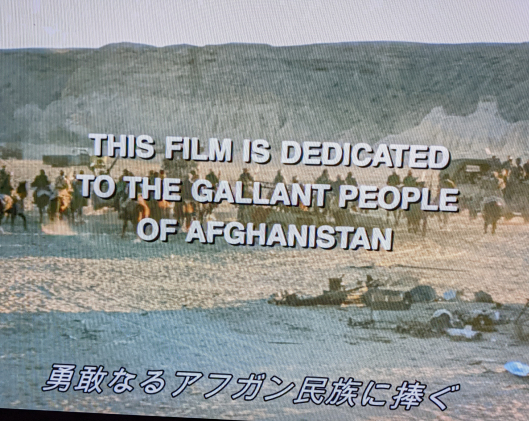 THIS FILM IS DEDICATED
TO THE GALLANT PEOPLE
OF AFGHANISTAN
勇敢なるアフガン民族に捧ぐ